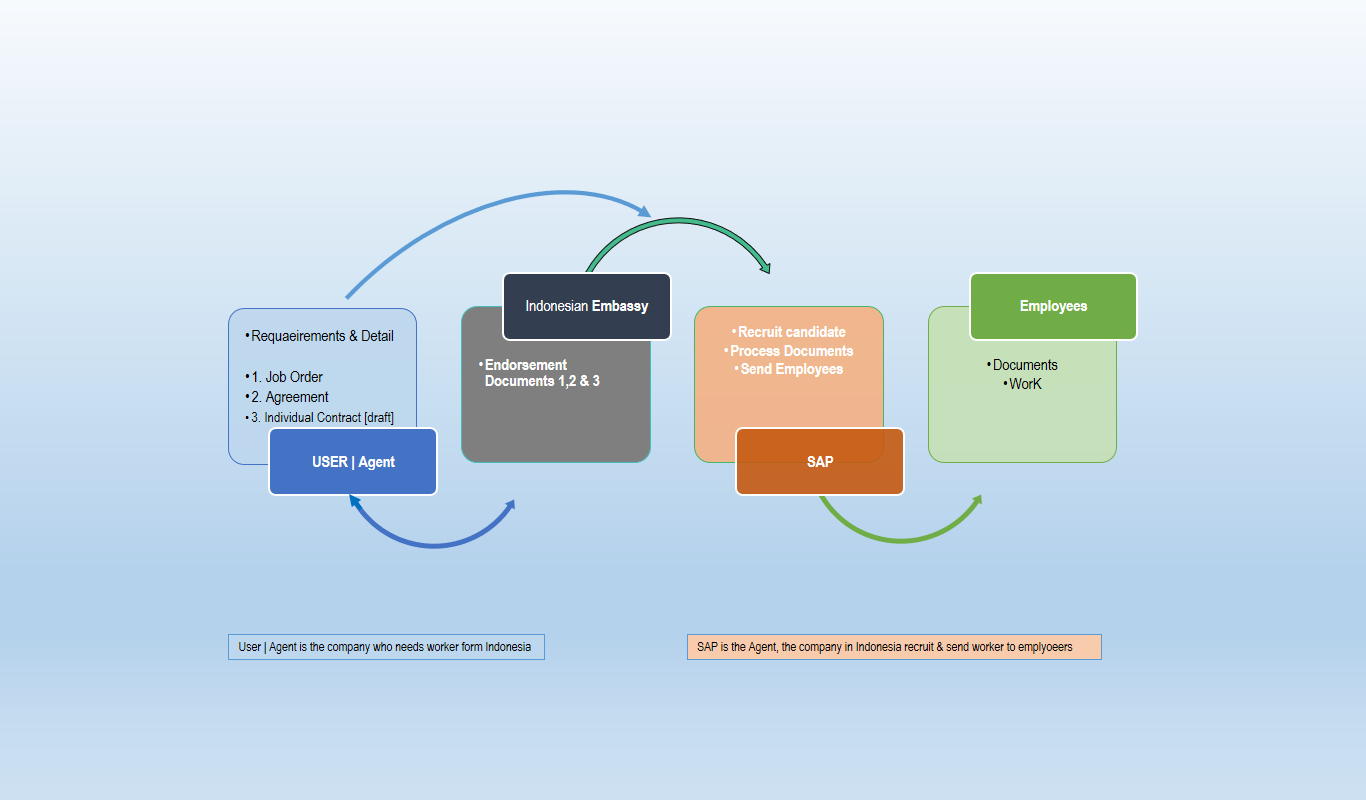 •Requaeirements & Detail
•1. Job Order
•2. Agreement
•3. Individual Contract [draft]
USER | Agent
Indonesian Embassy
•Endorsement
Documents 1,2 & 3
•Recruit candidate
•Process Documents
•Send Employees
SAP
Employees
•Documents
•WorK
User | Agent is the company who needs worker form Indonesia
SAP is the Agent, the company in Indonesia recruit & send worker to emplyoeers